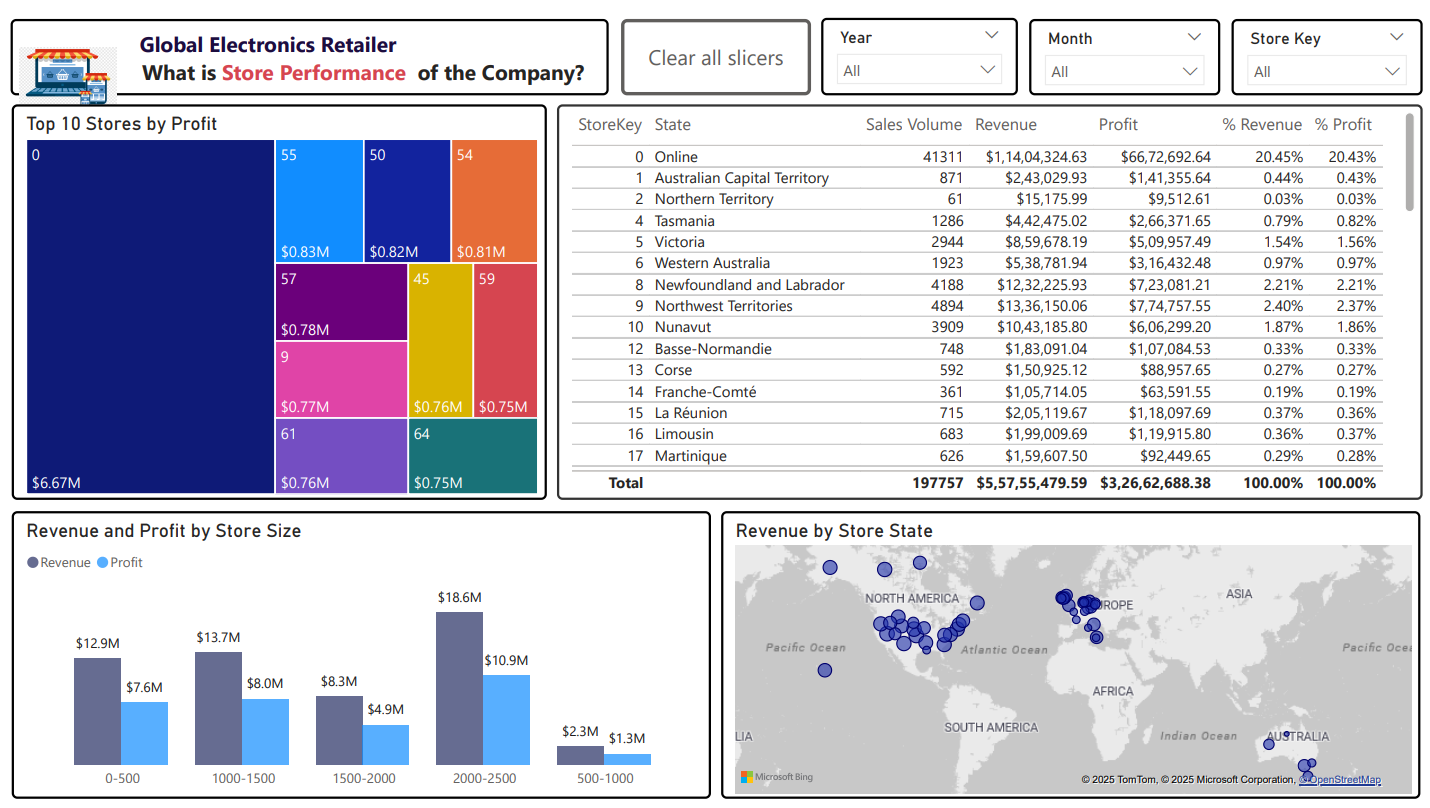 Global Electronics Retailer
What is Store Performance of the Company?
Clear all slicers
Year
All
Month
All
Store Key
All
Top 10 Stores by Profit
0
$6.67M
55
$0.83M
50
$0.82M
54
$0.81M
57
$0.78M
9
$0.77M
45
$0.76M
59
$0.75M
61
$0.76M
64
$0.75M
StoreKey State Sales Volume Revenue Profit % Revenue % Profit
0 Online 41311 $1,14,04,324.63 $66,72,692.64 20.45% 20.43%
1 Australian Capital Territory 871 $2,43,029.93 $1,41,355.64 0.44% 0.43%
2 Northern Territory 61 $15,175.99 $9,512.61 0.03% 0.03%
4 Tasmania 1286 $4,42,475.02 $2,66,371.65 0.79% 0.82%
5 Victoria 2944 $8,59,678.19 $5,09,957.49 1.54% 1.56%
6 Western Australia 1923 $5,38,781.94 $3,16,432.48 0.97% 0.97%
8 Newfoundland and Labrador 4188 $12,32,225.93 $7,23,081.21 2.21% 2.21%
9 Northwest Territories 4894 $13,36,150.06 $7,74,757.55 2.40% 2.37%
10 Nunavut 3909 $10,43,185.80 $6,06,299.20 1.87% 1.86%
12 Basse-Normandie 748 $1,83,091.04 $1,07,084.53 0.33% 0.33%
13 Corse 592 $1,50,925.12 $88,957.65 0.27% 0.27%
14 Franche-Comté 361 $1,05,714.05 $63,591.55 0.19% 0.19%
15 La Réunion 715 $2,05,119.67 $1,18,097.69 0.37% 0.36%
16 Limousin 683 $1,99,009.69 $1,19,915.80 0.36% 0.37%
17 Martinique 626 $1,59,607.50 $92,449.65 0.29% 0.28%
Total 197757 $5,57,55,479.59 $3,26,62,688.38 100.00% 100.00%
Revenue and Profit by Store Size
Revenue Profit
$12.9M
$7.6M
$13.7M
$8.0M
$8.3M
$4.9M
$18.6M
$10.9M
$2.3M
$1.3M
0-500 1000-1500 1500-2000 2000-2500 500-1000
Revenue by Store State
NORTH AMERICA
UROPE
ASIA
Pacific Ocean
Atlantic Ocean
Pacific Ocea
AFRICA
SOUTH AMERICA
LIA
Indian Ocean
AUSTRALIA
Microsoft Bing
© 2025 TomTom, © 2025 Microsoft Corporation, © OpenStreetMap